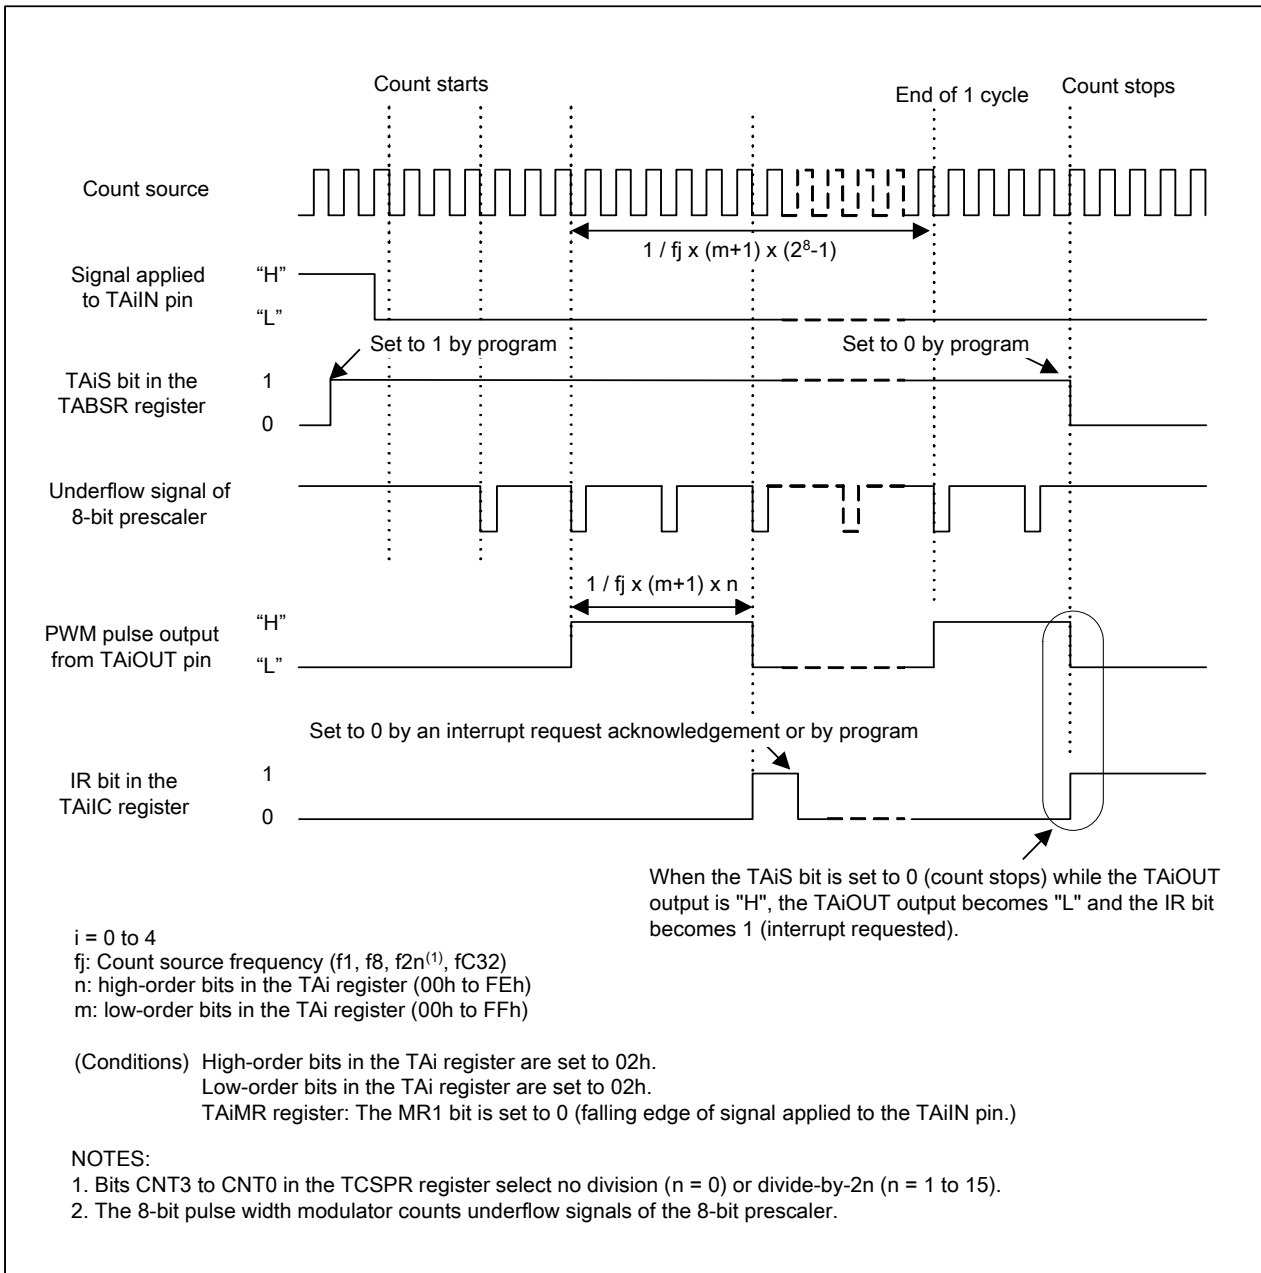 Count starts
End of 1 cycle
Count stops
Count source
1 / fj x (m+1) x (2⁸-1)
Signal applied
to TAiIN pin
“H”
“L”
Set to 1 by program
Set to 0 by program
TAiS bit in the
TABSR register
1
0
Underflow signal of
8-bit prescaler
1 / fj x (m+1) x n
PWM pulse output
from TAiOUT pin
“H”
“L”
Set to 0 by an interrupt request acknowledgement or by program
IR bit in the
TAiIC register
1
0
When the TAiS bit is set to 0 (count stops) while the TAiOUT
output is "H", the TAiOUT output becomes "L" and the IR bit
becomes 1 (interrupt requested).
i = 0 to 4
fj: Count source frequency (f1, f8, f2n⁽¹⁾, fC32)
n: high-order bits in the TAi register (00h to FEh)
m: low-order bits in the TAi register (00h to FFh)
(Conditions) High-order bits in the TAi register are set to 02h.
Low-order bits in the TAi register are set to 02h.
TAiMR register: The MR1 bit is set to 0 (falling edge of signal applied to the TAiIN pin.)
NOTES:
1. Bits CNT3 to CNT0 in the TCSPR register select no division (n = 0) or divide-by-2n (n = 1 to 15).
2. The 8-bit pulse width modulator counts underflow signals of the 8-bit prescaler.